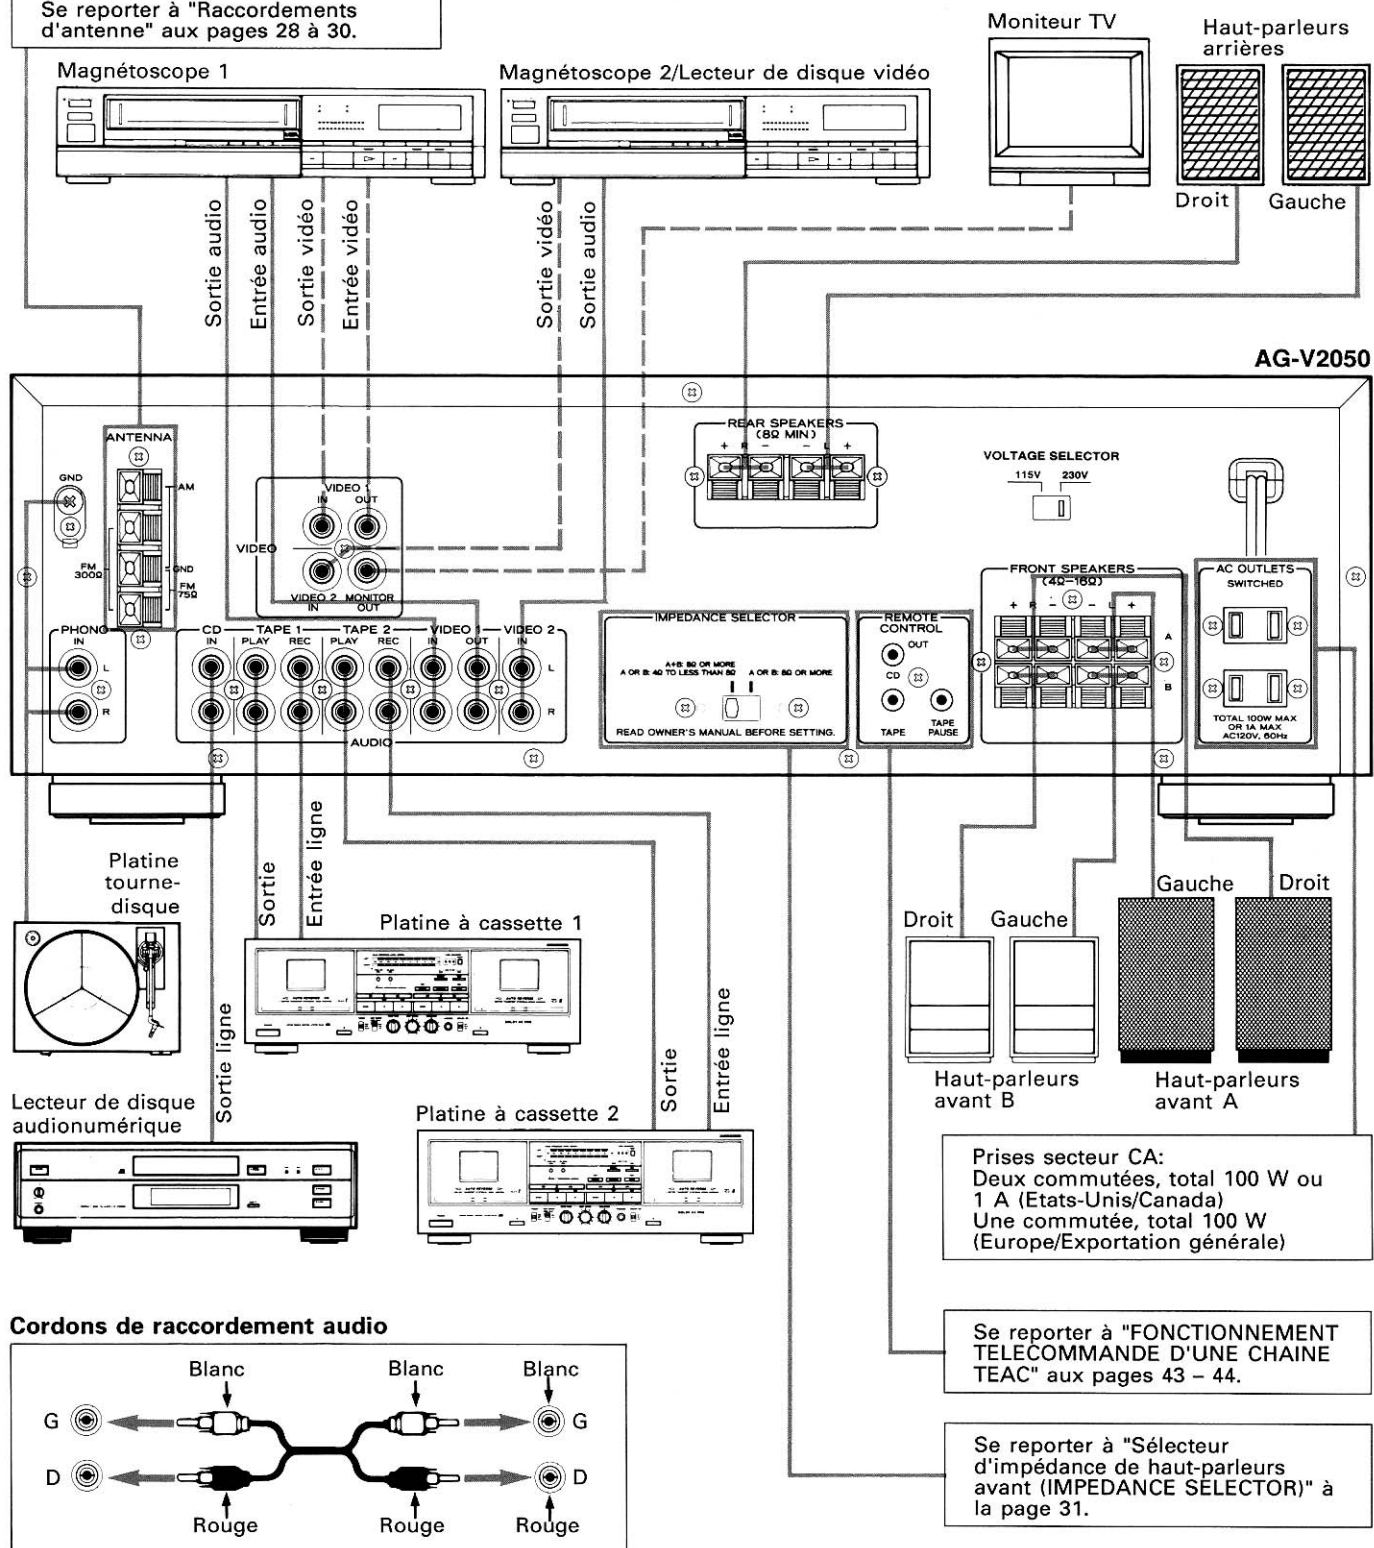 Se reporter à "Raccordements
d'antenne" aux pages 28 à 30.
Magnétoscope 1
Magnétoscope 2/Lecteur de disque vidéo
Moniteur TV
Haut-parleurs
arrières
Droit
Gauche
Sortie audio
Entrée audio
Sortie vidéo
Entrée vidéo
Sortie vidéo
Sortie audio
AG-V2050
ANTENNA
GND
AM
FM
300Ω
GND
FM
75Ω
VIDEO 1
IN
OUT
VIDEO
VIDEO 2
IN
MONITOR
OUT
REAR SPEAKERS
(8Ω MIN)
+ R − − L +
VOLTAGE SELECTOR
115V
230V
FRONT SPEAKERS
(4Ω–16Ω)
+ R − − L +
A
B
AC OUTLETS
SWITCHED
TOTAL 100W MAX
OR 1A MAX
AC120V, 60Hz
PHONO
IN
L
R
CD
IN
TAPE 1
PLAY
REC
TAPE 2
PLAY
REC
VIDEO 1
IN
OUT
VIDEO 2
IN
L
R
AUDIO
IMPEDANCE SELECTOR
A+B: 8Ω OR MORE
A OR B: 4Ω TO LESS THAN 8Ω
A OR B: 8Ω OR MORE
READ OWNER'S MANUAL BEFORE SETTING.
REMOTE
CONTROL
OUT
CD
TAPE
TAPE
PAUSE
Platine
tourne-
disque
Sortie
Entrée ligne
Platine à cassette 1
Sortie ligne
Lecteur de disque
audionumérique
Sortie
Entrée ligne
Platine à cassette 2
Droit
Gauche
Gauche
Droit
Haut-parleurs
avant B
Haut-parleurs
avant A
Prises secteur CA:
Deux commutées, total 100 W ou
1 A (Etats-Unis/Canada)
Une commutée, total 100 W
(Europe/Exportation générale)
Se reporter à "FONCTIONNEMENT
TELECOMMANDE D'UNE CHAINE
TEAC" aux pages 43 – 44.
Se reporter à "Sélecteur
d'impédance de haut-parleurs
avant (IMPEDANCE SELECTOR)" à
la page 31.
Cordons de raccordement audio
Blanc
Blanc
Blanc
G
G
D
D
Rouge
Rouge
Rouge